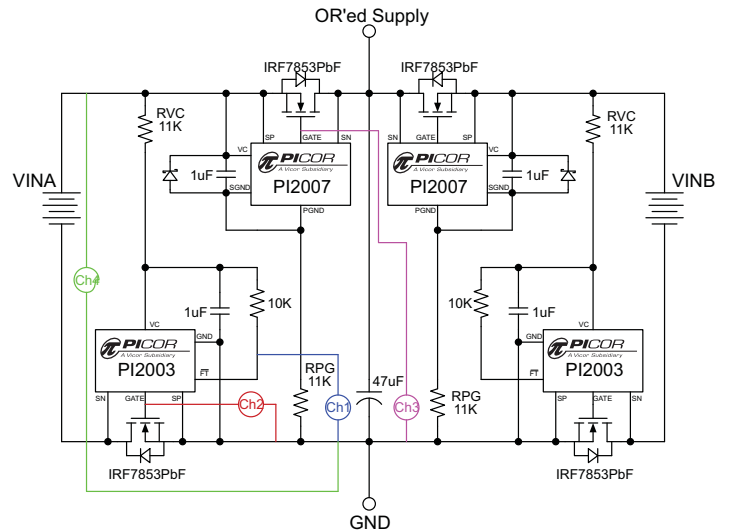 OR'ed Supply
IRF7853PbF
IRF7853PbF
RVC
11K
SP
GATE
SN
SN
GATE
SP
RVC
11K
VC
1uF
SGND
π PICOR
A Vicor Subsidiary
PI2007
PGND
π PICOR
A Vicor Subsidiary
PI2007
PGND
VC
SGND
1uF
VINA
VINB
Ch4
VC
1uF
10K
GND
π PICOR
A Vicor Subsidiary
PI2003
FT
SN
GATE
SP
Ch2
RPG
11K
Ch1
47uF
Ch3
RPG
11K
10K
1uF
VC
GND
π PICOR
A Vicor Subsidiary
PI2003
FT
SP
GATE
SN
IRF7853PbF
IRF7853PbF
GND